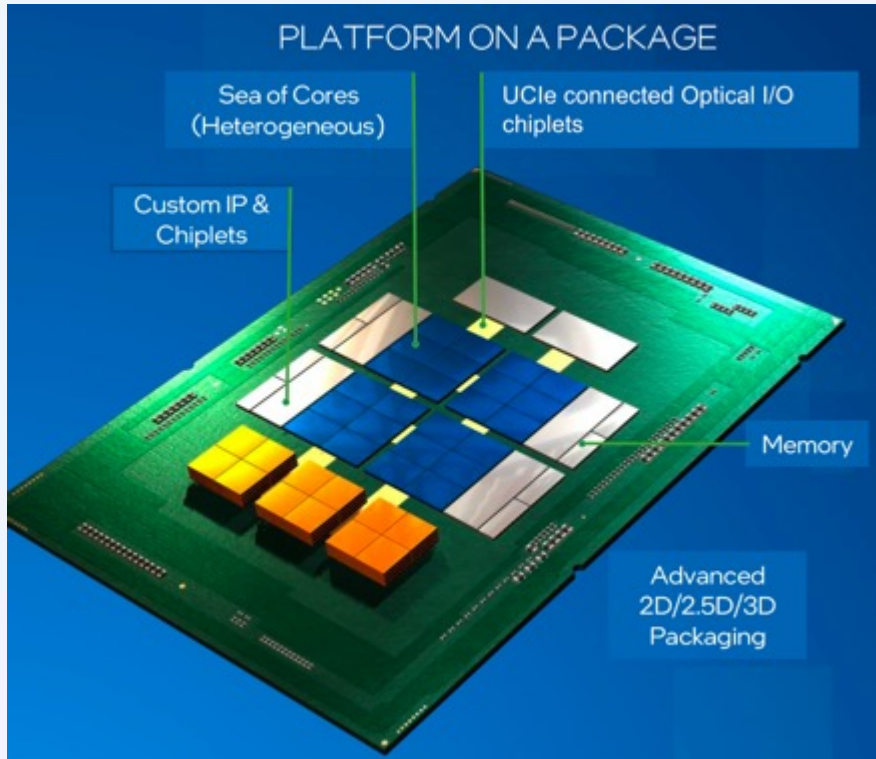 PLATFORM ON A PACKAGE
Sea of Cores
(Heterogeneous)
UCIe connected Optical I/O
chiplets
Custom IP &
Chiplets
Memory
Advanced
2D/2.5D/3D
Packaging